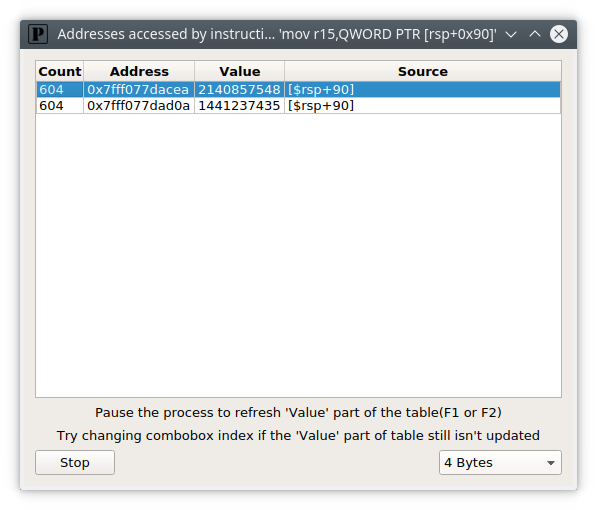 P Addresses accessed by instructi... 'mov r15,QWORD PTR [rsp+0x90]'
Count Address Value Source
604 0x7fff077dacea 2140857548 [$rsp+90]
604 0x7fff077dad0a 1441237435 [$rsp+90]
Pause the process to refresh 'Value' part of the table(F1 or F2)
Try changing combobox index if the 'Value' part of table still isn't updated
Stop 4 Bytes